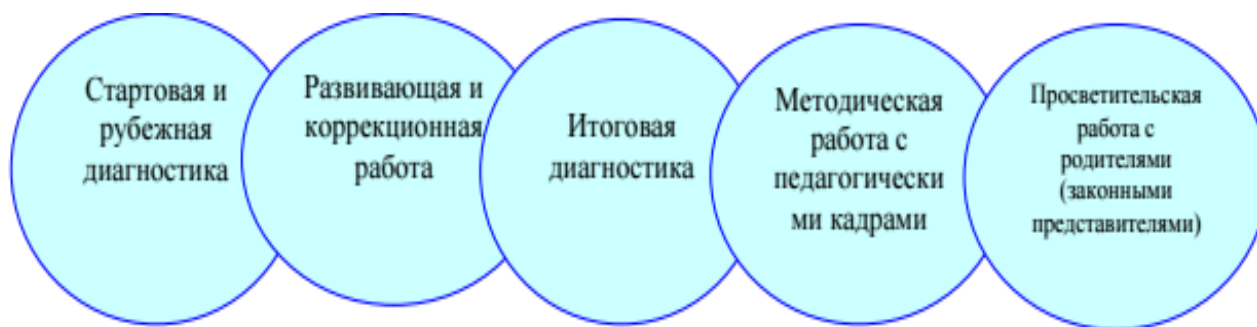 Стартовая и
рубежная
диагностика
Развивающая и
коррекционная
работа
Итоговая
диагностика
Методическая
работа с
педагогически
ми кадрами
Просветительская
работа с
родителями
(законными
представителями)